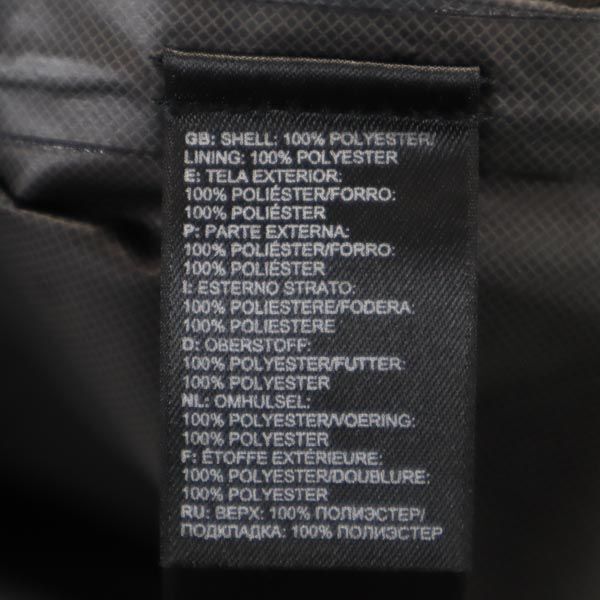 GB: SHELL: 100% POLYESTER/
LINING: 100% POLYESTER
E: TELA EXTERIOR:
100% POLIÉSTER/FORRO:
100% POLIÉSTER
P: PARTE EXTERNA:
100% POLIÉSTER/FORRO:
100% POLIÉSTER
I: ESTERNO STRATO:
100% POLIESTERE/FODERA:
100% POLIESTERE
D: OBERSTOFF:
100% POLYESTER/FUTTER:
100% POLYESTER
NL: OMHULSEL:
100% POLYESTER/VOERING:
100% POLYESTER
F: ÉTOFFE EXTÉRIEURE:
100% POLYESTER/DOUBLURE:
100% POLYESTER
RU: ВЕРХ: 100% ПОЛИЭСТЕР/
ПОДКЛАДКА: 100% ПОЛИЭСТЕР